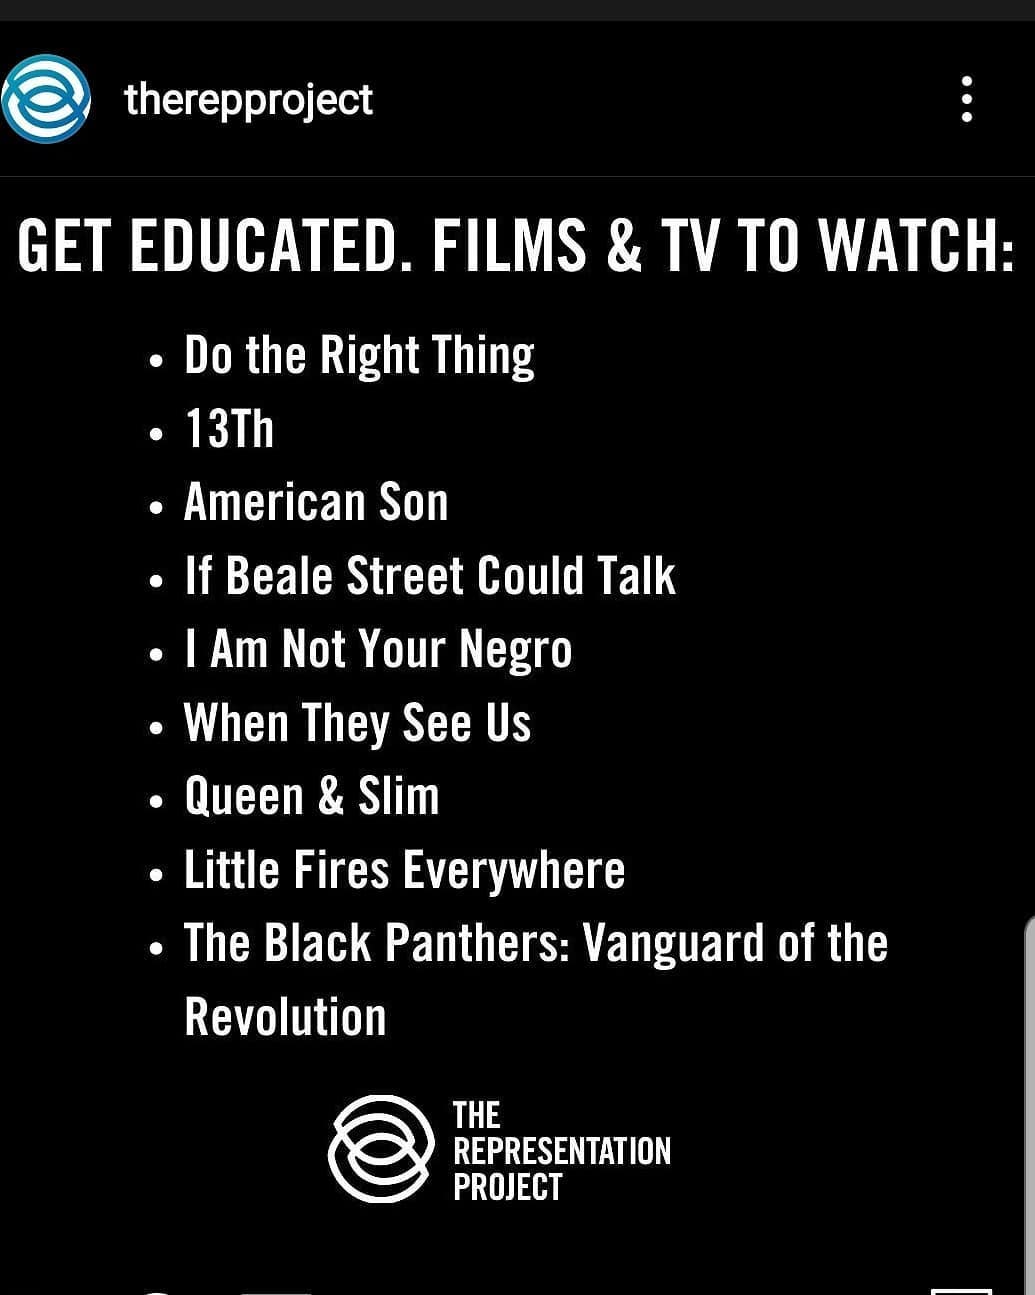 therepproject
GET EDUCATED. FILMS & TV TO WATCH:
• Do the Right Thing
• 13Th
• American Son
• If Beale Street Could Talk
• I Am Not Your Negro
• When They See Us
• Queen & Slim
• Little Fires Everywhere
• The Black Panthers: Vanguard of the
Revolution
THE
REPRESENTATION
PROJECT